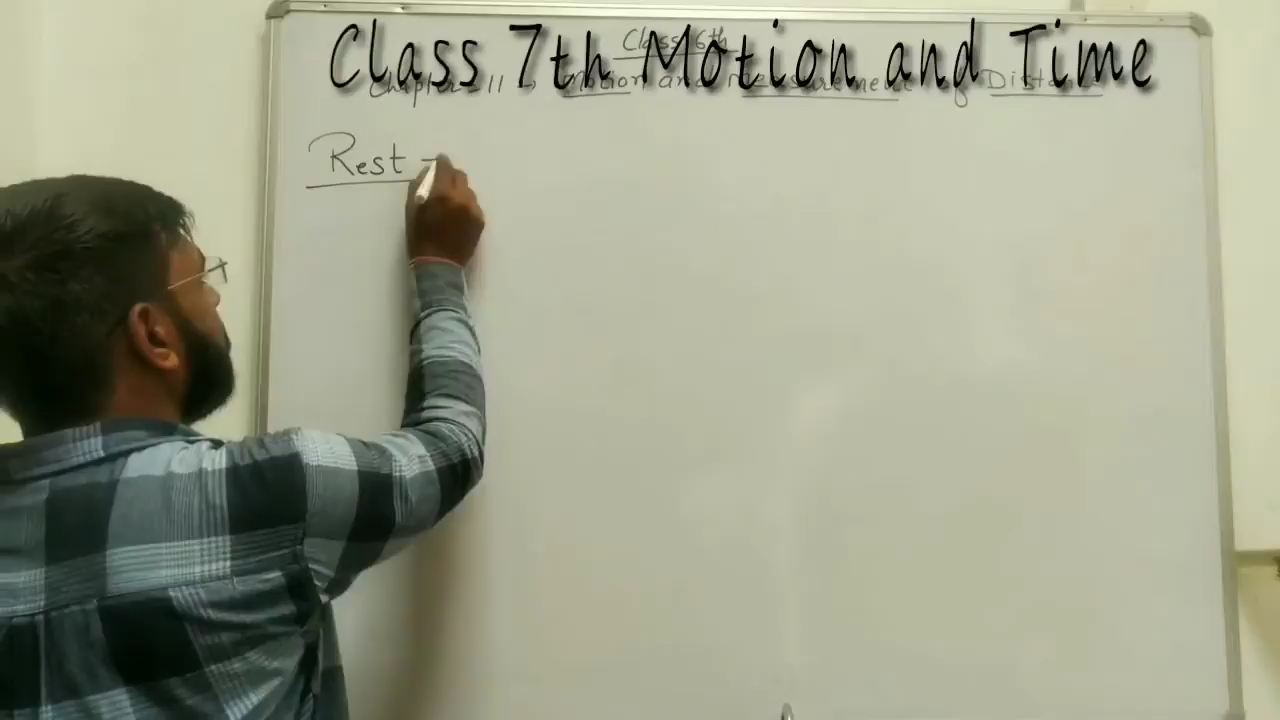 Class 7th Motion and Time
Class 6th
Chapter 11, Motion and Measurement of Distance
Rest -